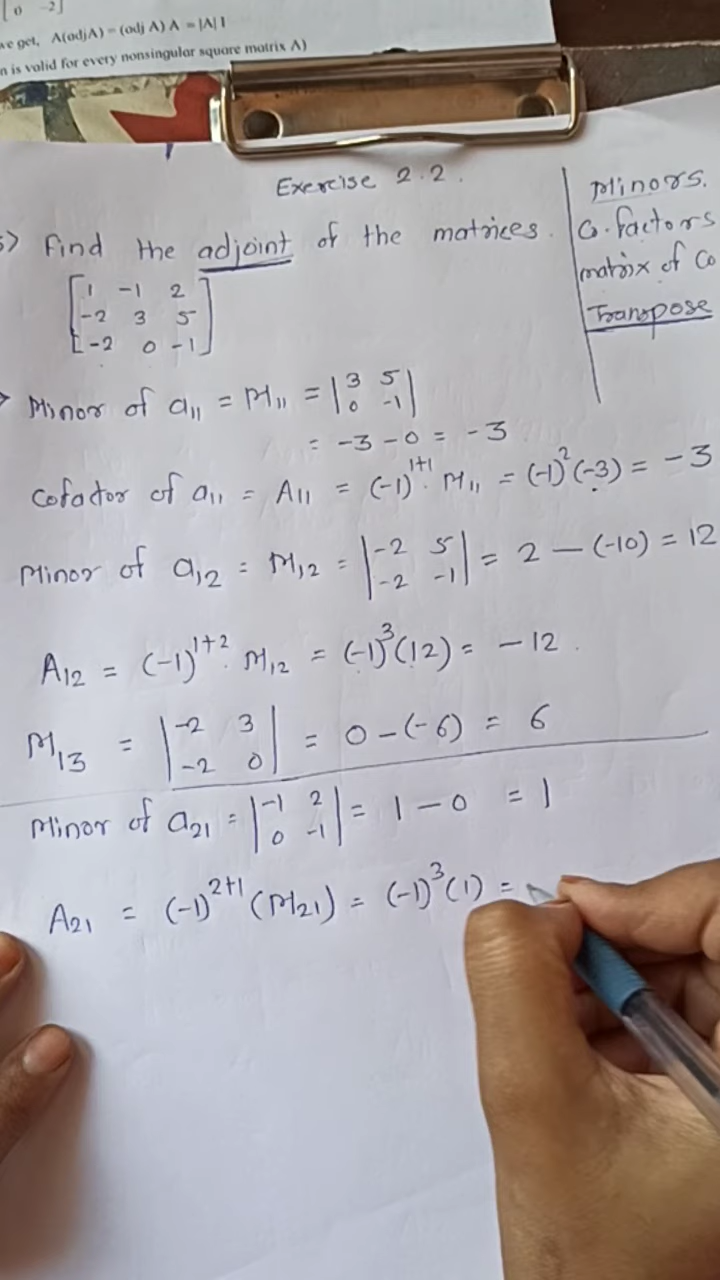 [0 -2]
we get, A(adjA) = (adj A) A = |A| I
n is valid for every nonsingular square matrix A)
Exercise 2.2.
5) Find the adjoint of the matrices.
[1 -1 2
-2 3 5
-2 0 -1]
Minors.
Co.factors
matrix of Co
Transpose
Minor of a₁₁ = M₁₁ = |3 5
0 -1|
= -3 - 0 = -3
Cofactor of a₁₁ = A₁₁ = (-1)¹⁺¹. M₁₁ = (-1)²(-3) = -3
Minor of a₁₂ = M₁₂ = |-2 5
-2 -1| = 2 - (-10) = 12
A₁₂ = (-1)¹⁺². M₁₂ = (-1)³(12) = -12.
M₁₃ = |-2 3
-2 0| = 0 - (-6) = 6
Minor of a₂₁ = |-1 2
0 -1| = 1 - 0 = 1
A₂₁ = (-1)²⁺¹ (M₂₁) = (-1)³(1) =